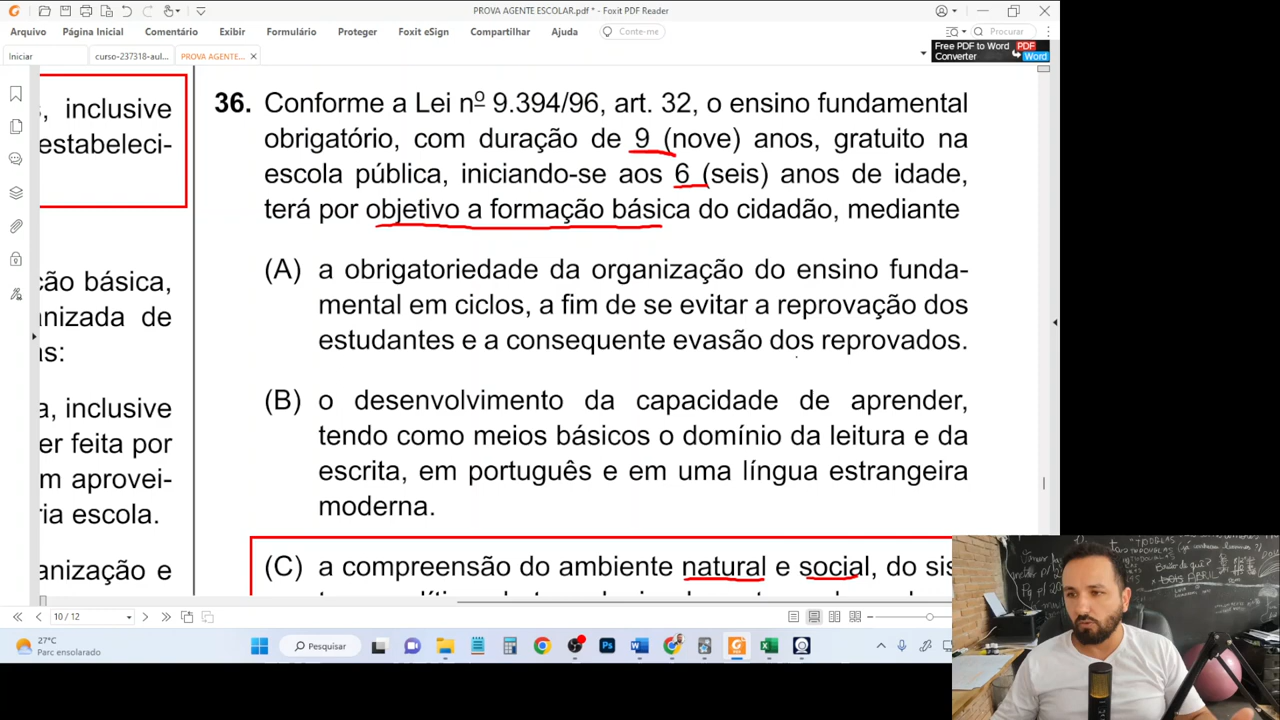 PROVA AGENTE ESCOLAR.pdf * - Foxit PDF Reader
Arquivo Página Inicial Comentário Exibir Formulário Proteger Foxit eSign Compartilhar Ajuda Conte-me Procurar
Iniciar curso-237318-aul... PROVA AGENTE...
Free PDF to Word Converter PDF Word
s, inclusive
estabeleci-
ção básica,
anizada de
as:
a, inclusive
er feita por
m aprovei-
ria escola.
anização e
36. Conforme a Lei nº 9.394/96, art. 32, o ensino fundamental
obrigatório, com duração de 9 (nove) anos, gratuito na
escola pública, iniciando-se aos 6 (seis) anos de idade,
terá por objetivo a formação básica do cidadão, mediante
(A) a obrigatoriedade da organização do ensino funda-
mental em ciclos, a fim de se evitar a reprovação dos
estudantes e a consequente evasão dos reprovados.
(B) o desenvolvimento da capacidade de aprender,
tendo como meios básicos o domínio da leitura e da
escrita, em português e em uma língua estrangeira
moderna.
(C) a compreensão do ambiente natural e social, do sis
10 / 12
27°C
Parc ensolarado
Pesquisar